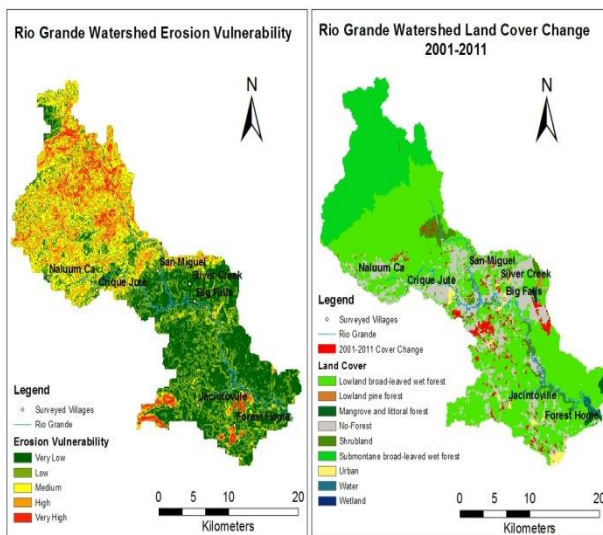 Rio Grande Watershed Erosion Vulnerability
N
San-Miguel
Naluum Ca
Silver Creek
Crique Jute
Big Falls
Jacintoville
Forest Home
Legend
Surveyed Villages
Rio Grande
Erosion Vulnerability
Very Low
Low
Medium
High
Very High
0 5 10 20
Kilometers
Rio Grande Watershed Land Cover Change
2001-2011
N
San-Miguel
Naluum Ca
Silver Creek
Crique Jute
Big Falls
Jacintoville
Forest Home
Legend
Surveyed Villages
Rio Grande
2001-2011 Cover Change
Land Cover
Lowland broad-leaved wet forest
Lowland pine forest
Mangrove and littoral forest
No-Forest
Shrubland
Submontane broad-leaved wet forest
Urban
Water
Wetland
0 5 10 20
Kilometers